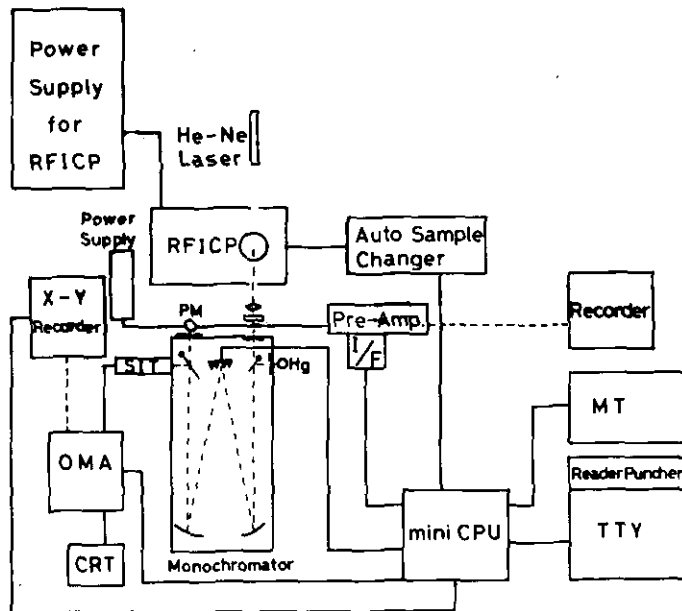 Power
Supply
for
RFICP
He-Ne
Laser
Power
Supply
RFICP
Auto Sample
Changer
X-Y
Recorder
PM
Pre-Amp.
I/F
Recorder
SIT
Hg
MT
OMA
Reader Puncher
mini CPU
TTY
CRT
Monochromator